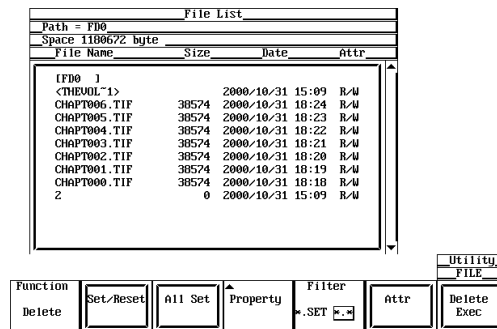 File List
Path = FD0
Space 1180672 byte
File Name Size Date Attr
[FD0 ]
<THEVOL~1> 2000/10/31 15:09 R/W
CHAPT006.TIF 38574 2000/10/31 18:24 R/W
CHAPT005.TIF 38574 2000/10/31 18:23 R/W
CHAPT004.TIF 38574 2000/10/31 18:22 R/W
CHAPT003.TIF 38574 2000/10/31 18:21 R/W
CHAPT002.TIF 38574 2000/10/31 18:20 R/W
CHAPT001.TIF 38574 2000/10/31 18:19 R/W
CHAPT000.TIF 38574 2000/10/31 18:18 R/W
2 0 2000/10/31 15:09 R/W
Utility
FILE
Function
Delete
Set/Reset
All Set
Property
Filter
*.SET *.*
Attr
Delete
Exec